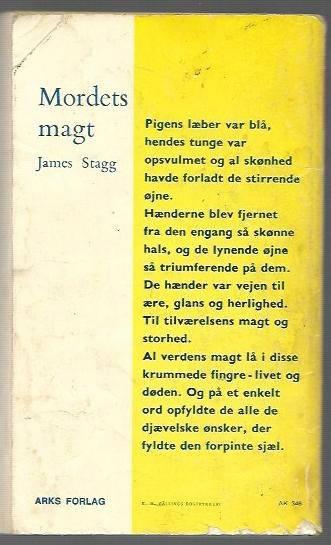 Mordets
magt
James Stagg
Pigens læber var blå,
hendes tunge var
opsvulmet og al skønhed
havde forladt de stirrende
øjne.
Hænderne blev fjernet
fra den engang så skønne
hals, og de lynende øjne
så triumferende på dem.
De hænder var vejen til
ære, glans og herlighed.
Til tilværelsens magt og
storhed.
Al verdens magt lå i disse
krummede fingre - livet og
døden. Og på et enkelt
ord opfyldte de alle de
djævelske ønsker, der
fyldte den forpinte sjæl.
ARKS FORLAG